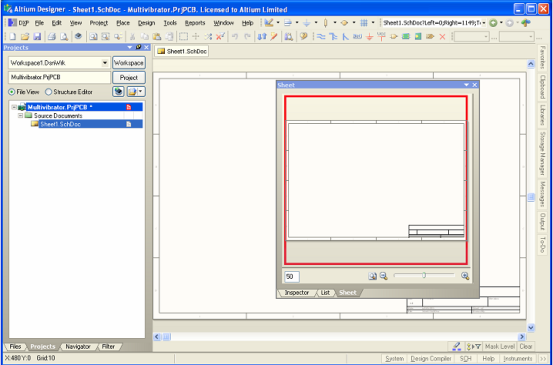 Altium Designer - Sheet1.SchDoc - Multivibrator.PrjPCB. Licensed to Altium Limited
DXP File Edit View Project Place Design Tools Reports Window Help
Sheet1.SchDoc?Left=0;Right=1149;T
Projects
Workspace1.DsnWrk Workspace
Multivibrator.PrjPCB Project
File View Structure Editor
Multivibrator.PrjPCB *
Source Documents
Sheet1.SchDoc
Files Projects Navigator Filter
Sheet1.SchDoc
Sheet
50
Inspector List Sheet
Favorites
Clipboard
Libraries
Storage Manager
Messages
Output
To-Do
Mask Level Clear
X:480 Y:0 Grid:10
System Design Compiler SCH Help Instruments